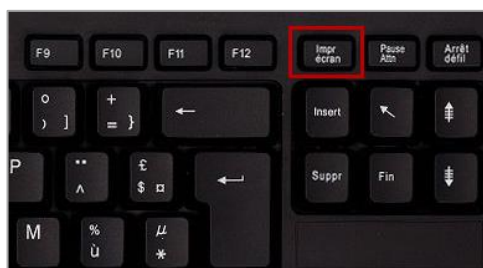 F9 F10 F11 F12 Impr écran Pause Attn Arrêt défil
° + ← Insert ↖ ⇞
) ] = }
P ¨ £ Suppr Fin ⇟
^ $ ¤ ↵
M % µ
ù *